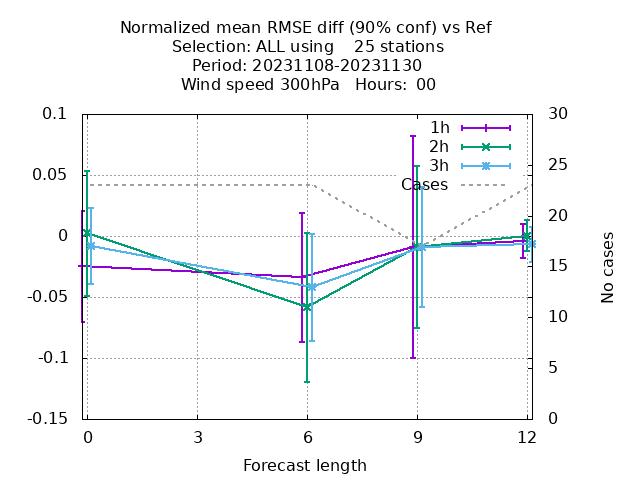 Normalized mean RMSE diff (90% conf) vs Ref
Selection: ALL using    25 stations
Period: 20231108-20231130
Wind speed 300hPa   Hours:  00
0.1
0.05
0
-0.05
-0.1
-0.15
30
25
20
15
10
5
0
1h
2h
3h
Cases
No cases
0 3 6 9 12
Forecast length